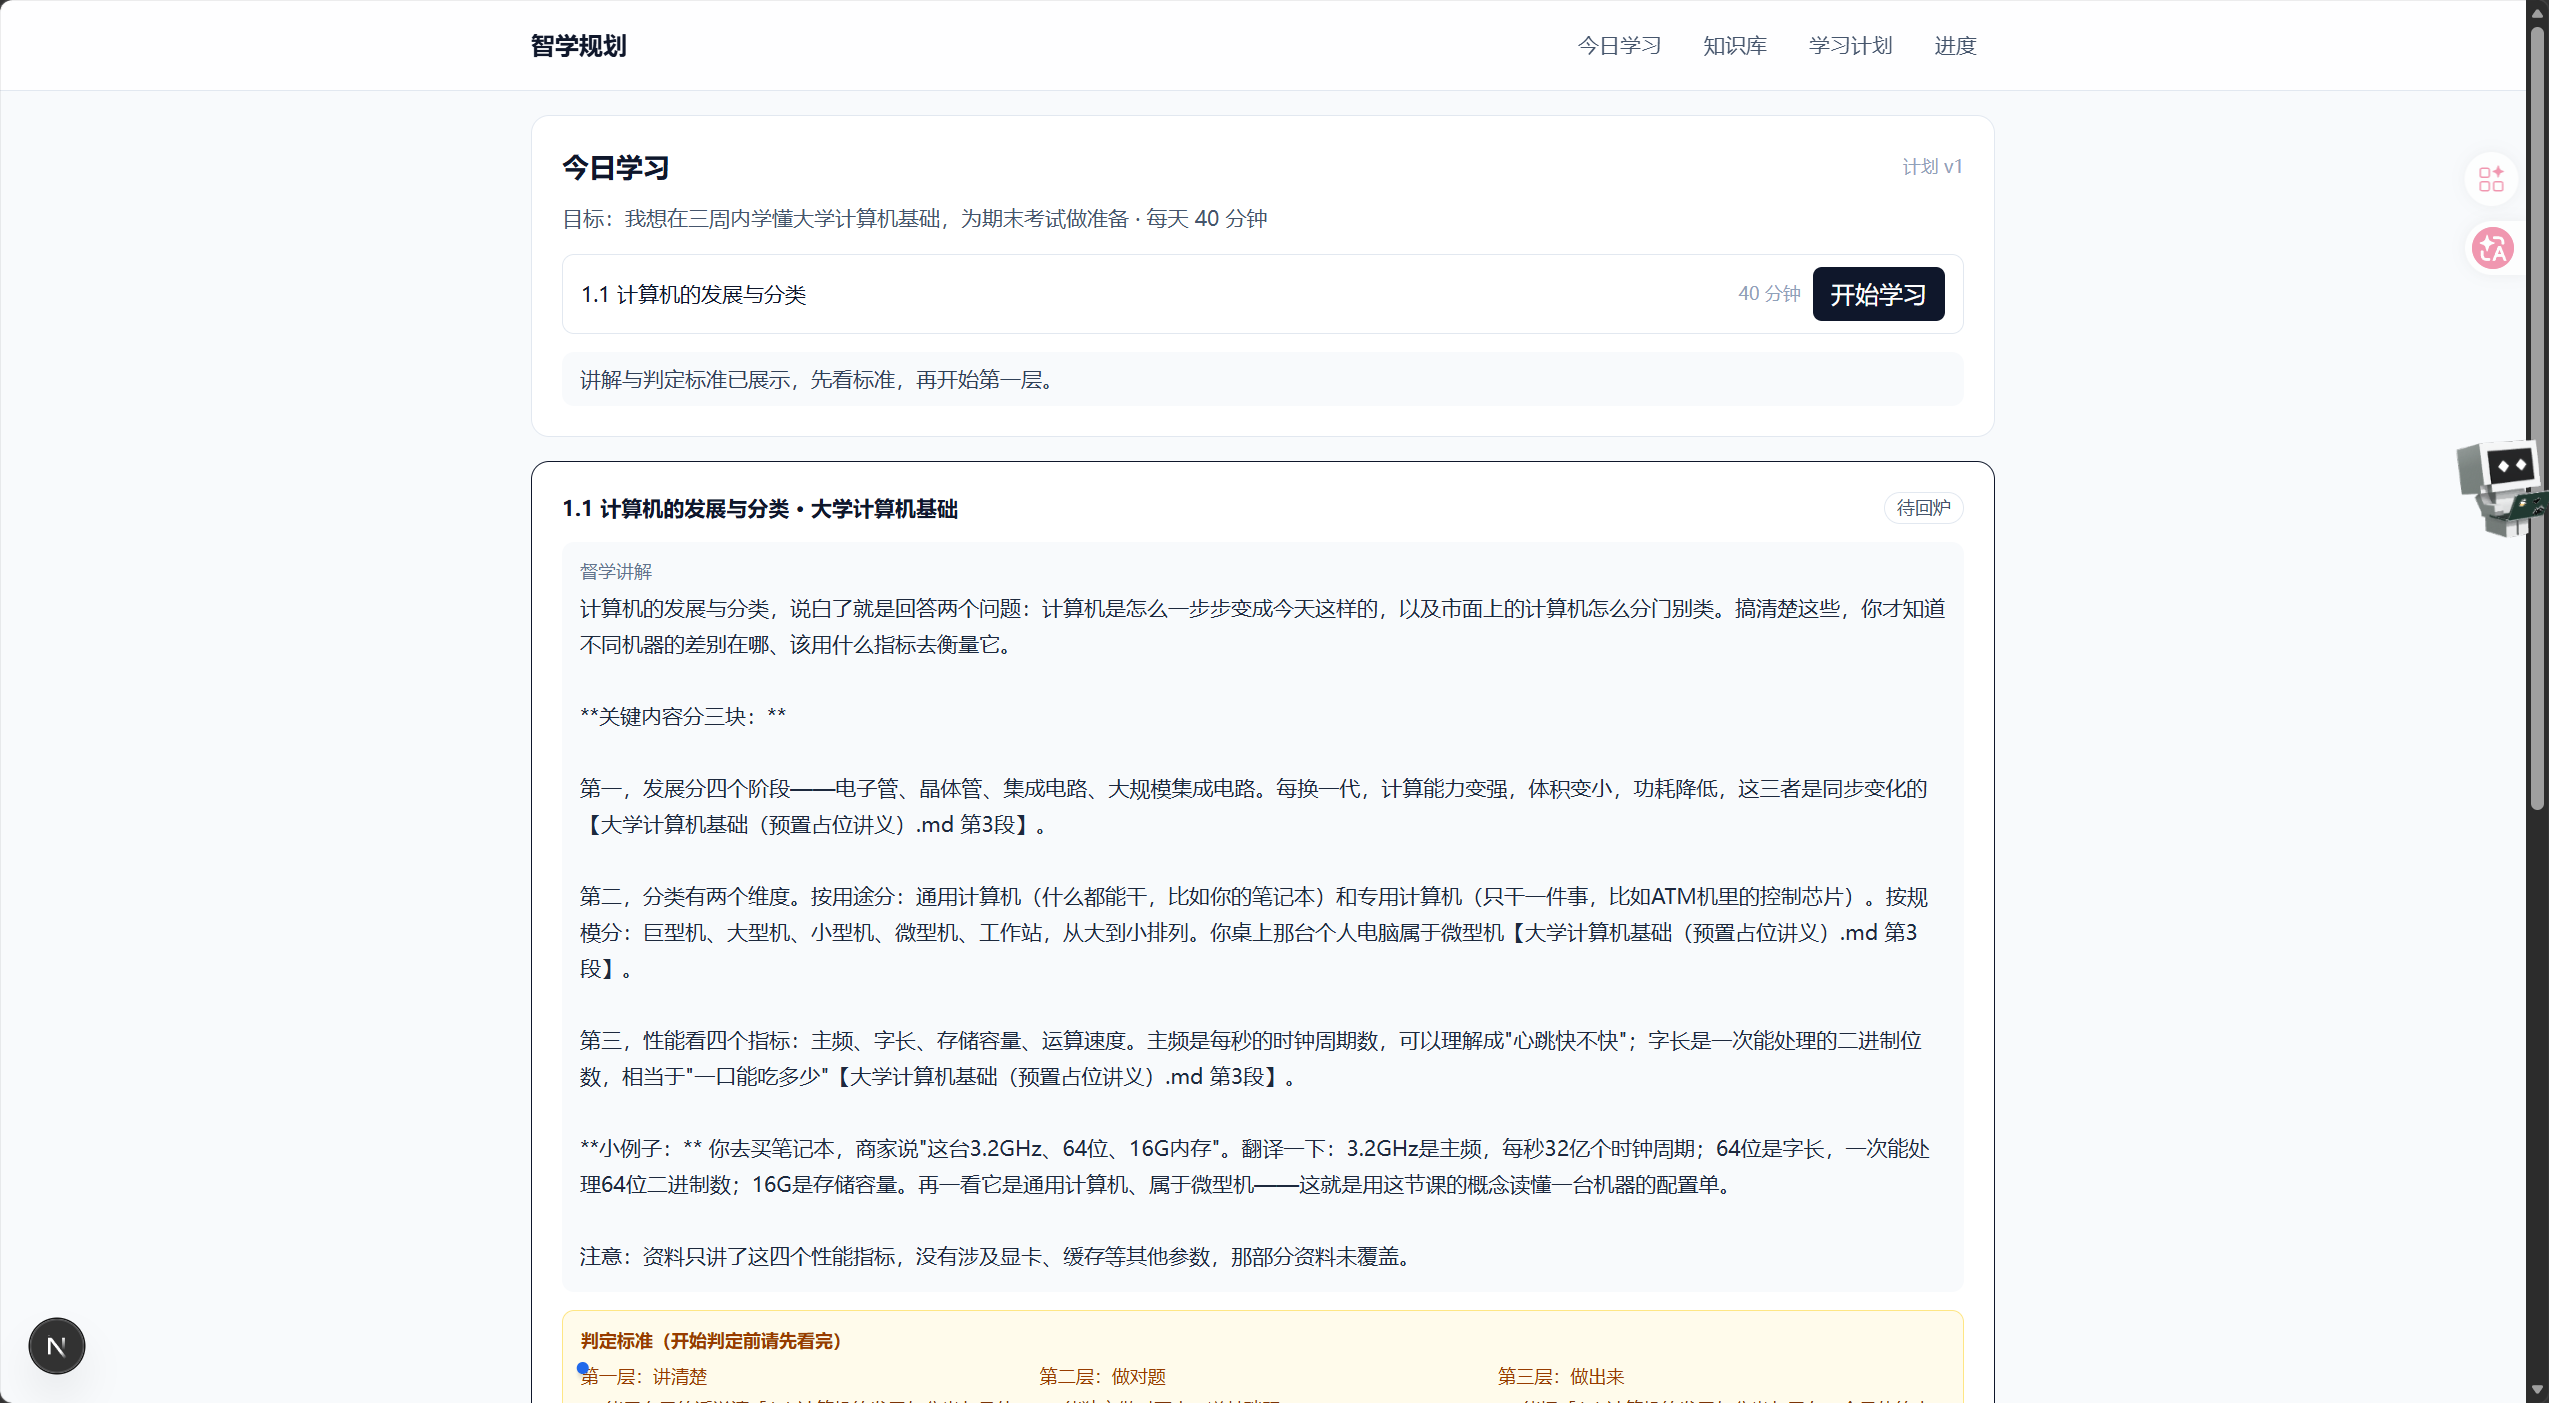 智学规划
今日学习 知识库 学习计划 进度
今日学习
计划 v1
目标：我想在三周内学懂大学计算机基础，为期末考试做准备 · 每天 40 分钟
1.1 计算机的发展与分类
40 分钟
开始学习
讲解与判定标准已展示，先看标准，再开始第一层。
1.1 计算机的发展与分类 • 大学计算机基础
待回炉
督学讲解
计算机的发展与分类，说白了就是回答两个问题：计算机是怎么一步步变成今天这样的，以及市面上的计算机怎么分门别类。搞清楚这些，你才知道
不同机器的差别在哪、该用什么指标去衡量它。
**关键内容分三块：**
第一，发展分四个阶段——电子管、晶体管、集成电路、大规模集成电路。每换一代，计算能力变强，体积变小，功耗降低，这三者是同步变化的
【大学计算机基础（预置占位讲义）.md 第3段】。
第二，分类有两个维度。按用途分：通用计算机（什么都能干，比如你的笔记本）和专用计算机（只干一件事，比如ATM机里的控制芯片）。按规
模分：巨型机、大型机、小型机、微型机、工作站，从大到小排列。你桌上那台个人电脑属于微型机【大学计算机基础（预置占位讲义）.md 第3
段】。
第三，性能看四个指标：主频、字长、存储容量、运算速度。主频是每秒的时钟周期数，可以理解成"心跳快不快"；字长是一次能处理的二进制位
数，相当于"一口能吃多少"【大学计算机基础（预置占位讲义）.md 第3段】。
**小例子：** 你去买笔记本，商家说"这台3.2GHz、64位、16G内存"。翻译一下：3.2GHz是主频，每秒32亿个时钟周期；64位是字长，一次能处
理64位二进制数；16G是存储容量。再一看它是通用计算机、属于微型机——这就是用这节课的概念读懂一台机器的配置单。
注意：资料只讲了这四个性能指标，没有涉及显卡、缓存等其他参数，那部分资料未覆盖。
判定标准（开始判定前请先看完）
第一层：讲清楚
第二层：做对题
第三层：做出来